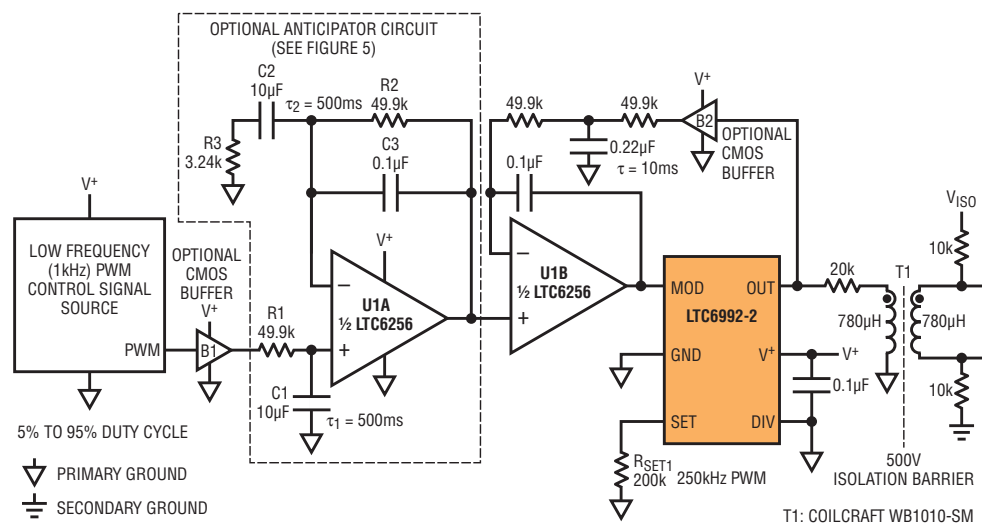 OPTIONAL ANTICIPATOR CIRCUIT
(SEE FIGURE 5)
C2
10µF
τ2 = 500ms
R2
49.9k
C3
0.1µF
R3
3.24k
V+
LOW FREQUENCY
(1kHz) PWM
CONTROL SIGNAL
SOURCE
PWM
OPTIONAL
CMOS
BUFFER
V+
B1
R1
49.9k
C1
10µF
τ1 = 500ms
V+
−
+
U1A
½ LTC6256
49.9k
49.9k
V+
B2
OPTIONAL
CMOS
BUFFER
0.22µF
τ = 10ms
0.1µF
−
+
U1B
½ LTC6256
MOD
OUT
LTC6992-2
GND
V+
SET
DIV
V+
0.1µF
RSET1
200k
250kHz PWM
20k
T1
780µH
780µH
VISO
10k
10k
500V
ISOLATION BARRIER
T1: COILCRAFT WB1010-SM
5% TO 95% DUTY CYCLE
PRIMARY GROUND
SECONDARY GROUND